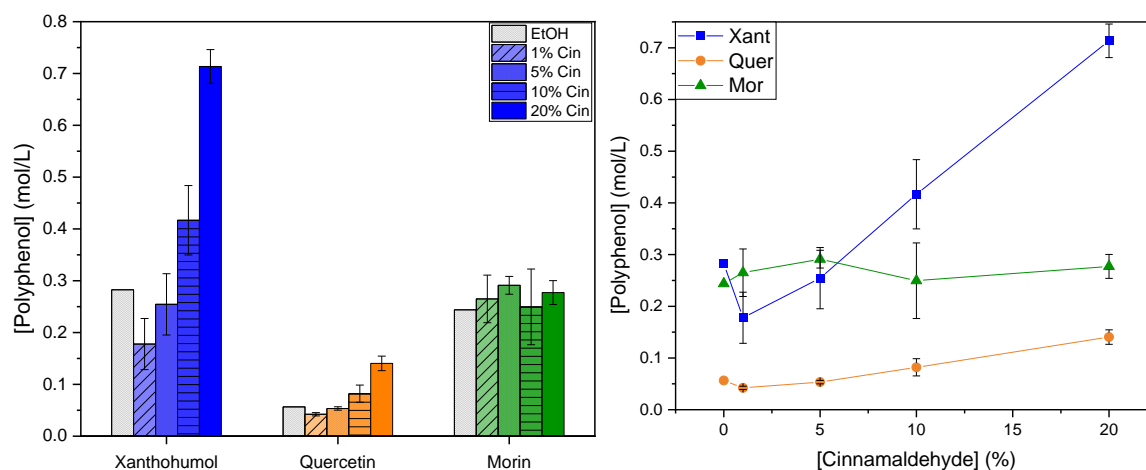 [Polyphenol] (mol/L)
0.8
0.7
0.6
0.5
0.4
0.3
0.2
0.1
0.0
EtOH
1% Cin
5% Cin
10% Cin
20% Cin
Xanthohumol
Quercetin
Morin
[Polyphenol] (mol/L)
0.7
0.6
0.5
0.4
0.3
0.2
0.1
0.0
Xant
Quer
Mor
0
5
10
15
20
[Cinnamaldehyde] (%)